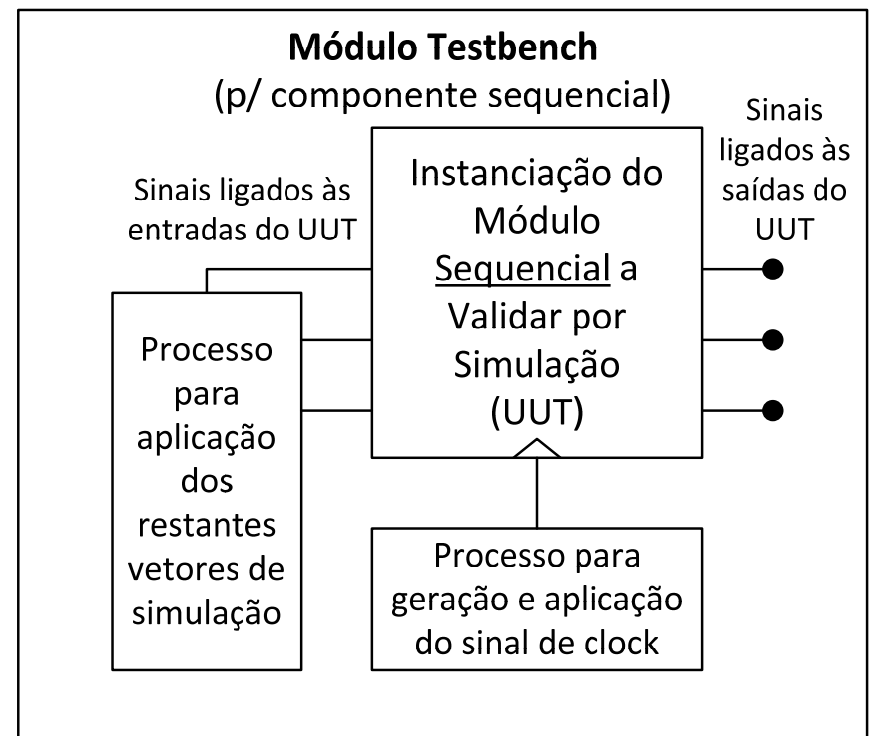 Módulo Testbench
(p/ componente sequencial)
Sinais
ligados às
saídas do
UUT
Sinais ligados às
entradas do UUT
Instanciação do
Módulo
Sequencial a
Validar por
Simulação
(UUT)
Processo
para
aplicação
dos
restantes
vetores de
simulação
Processo para
geração e aplicação
do sinal de clock